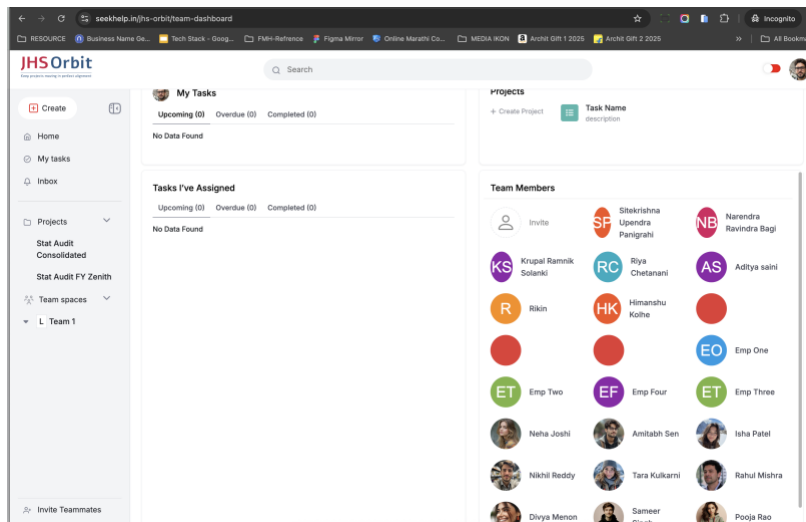 seekhelp.in/jhs-orbit/team-dashboard
Incognito
RESOURCE
Business Name Ge...
Tech Stack - Goog...
FMH-Refrence
Figma Mirror
Online Marathi Co...
MEDIA IKON
Archit Gift 1 2025
Archit Gift 2 2025
»
All Bookma
JHS Orbit
Search
Create
Home
My tasks
Inbox
Projects
Stat Audit
Consolidated
Stat Audit FY Zenith
Team spaces
L Team 1
Invite Teammates
My Tasks
Upcoming (0) Overdue (0) Completed (0)
No Data Found
Projects
+ Create Project
Task Name
description
Tasks I've Assigned
Upcoming (0) Overdue (0) Completed (0)
No Data Found
Team Members
Invite
SP
Sitekrishna
Upendra
Panigrahi
NB
Narendra
Ravindra Bagi
KS
Krupal Ramnik
Solanki
RC
Riya
Chetanani
AS
Aditya saini
R
Rikin
HK
Himanshu
Kolhe
EO
Emp One
ET
Emp Two
EF
Emp Four
ET
Emp Three
Neha Joshi
Amitabh Sen
Isha Patel
Nikhil Reddy
Tara Kulkarni
Rahul Mishra
Divya Menon
Sameer
Pooja Rao